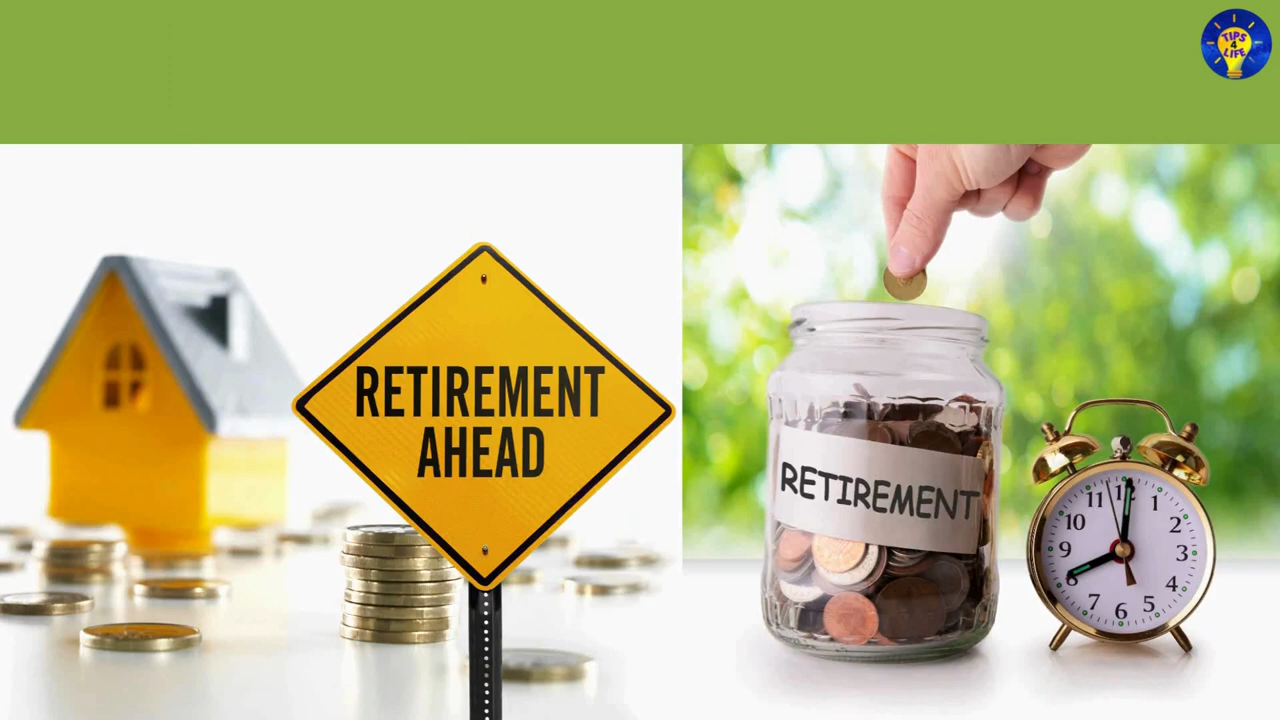 TIPS
4
LIFE
RETIREMENT
AHEAD
RETIREMENT
11 12 1
10 2
9 3
8 4
7 6 5